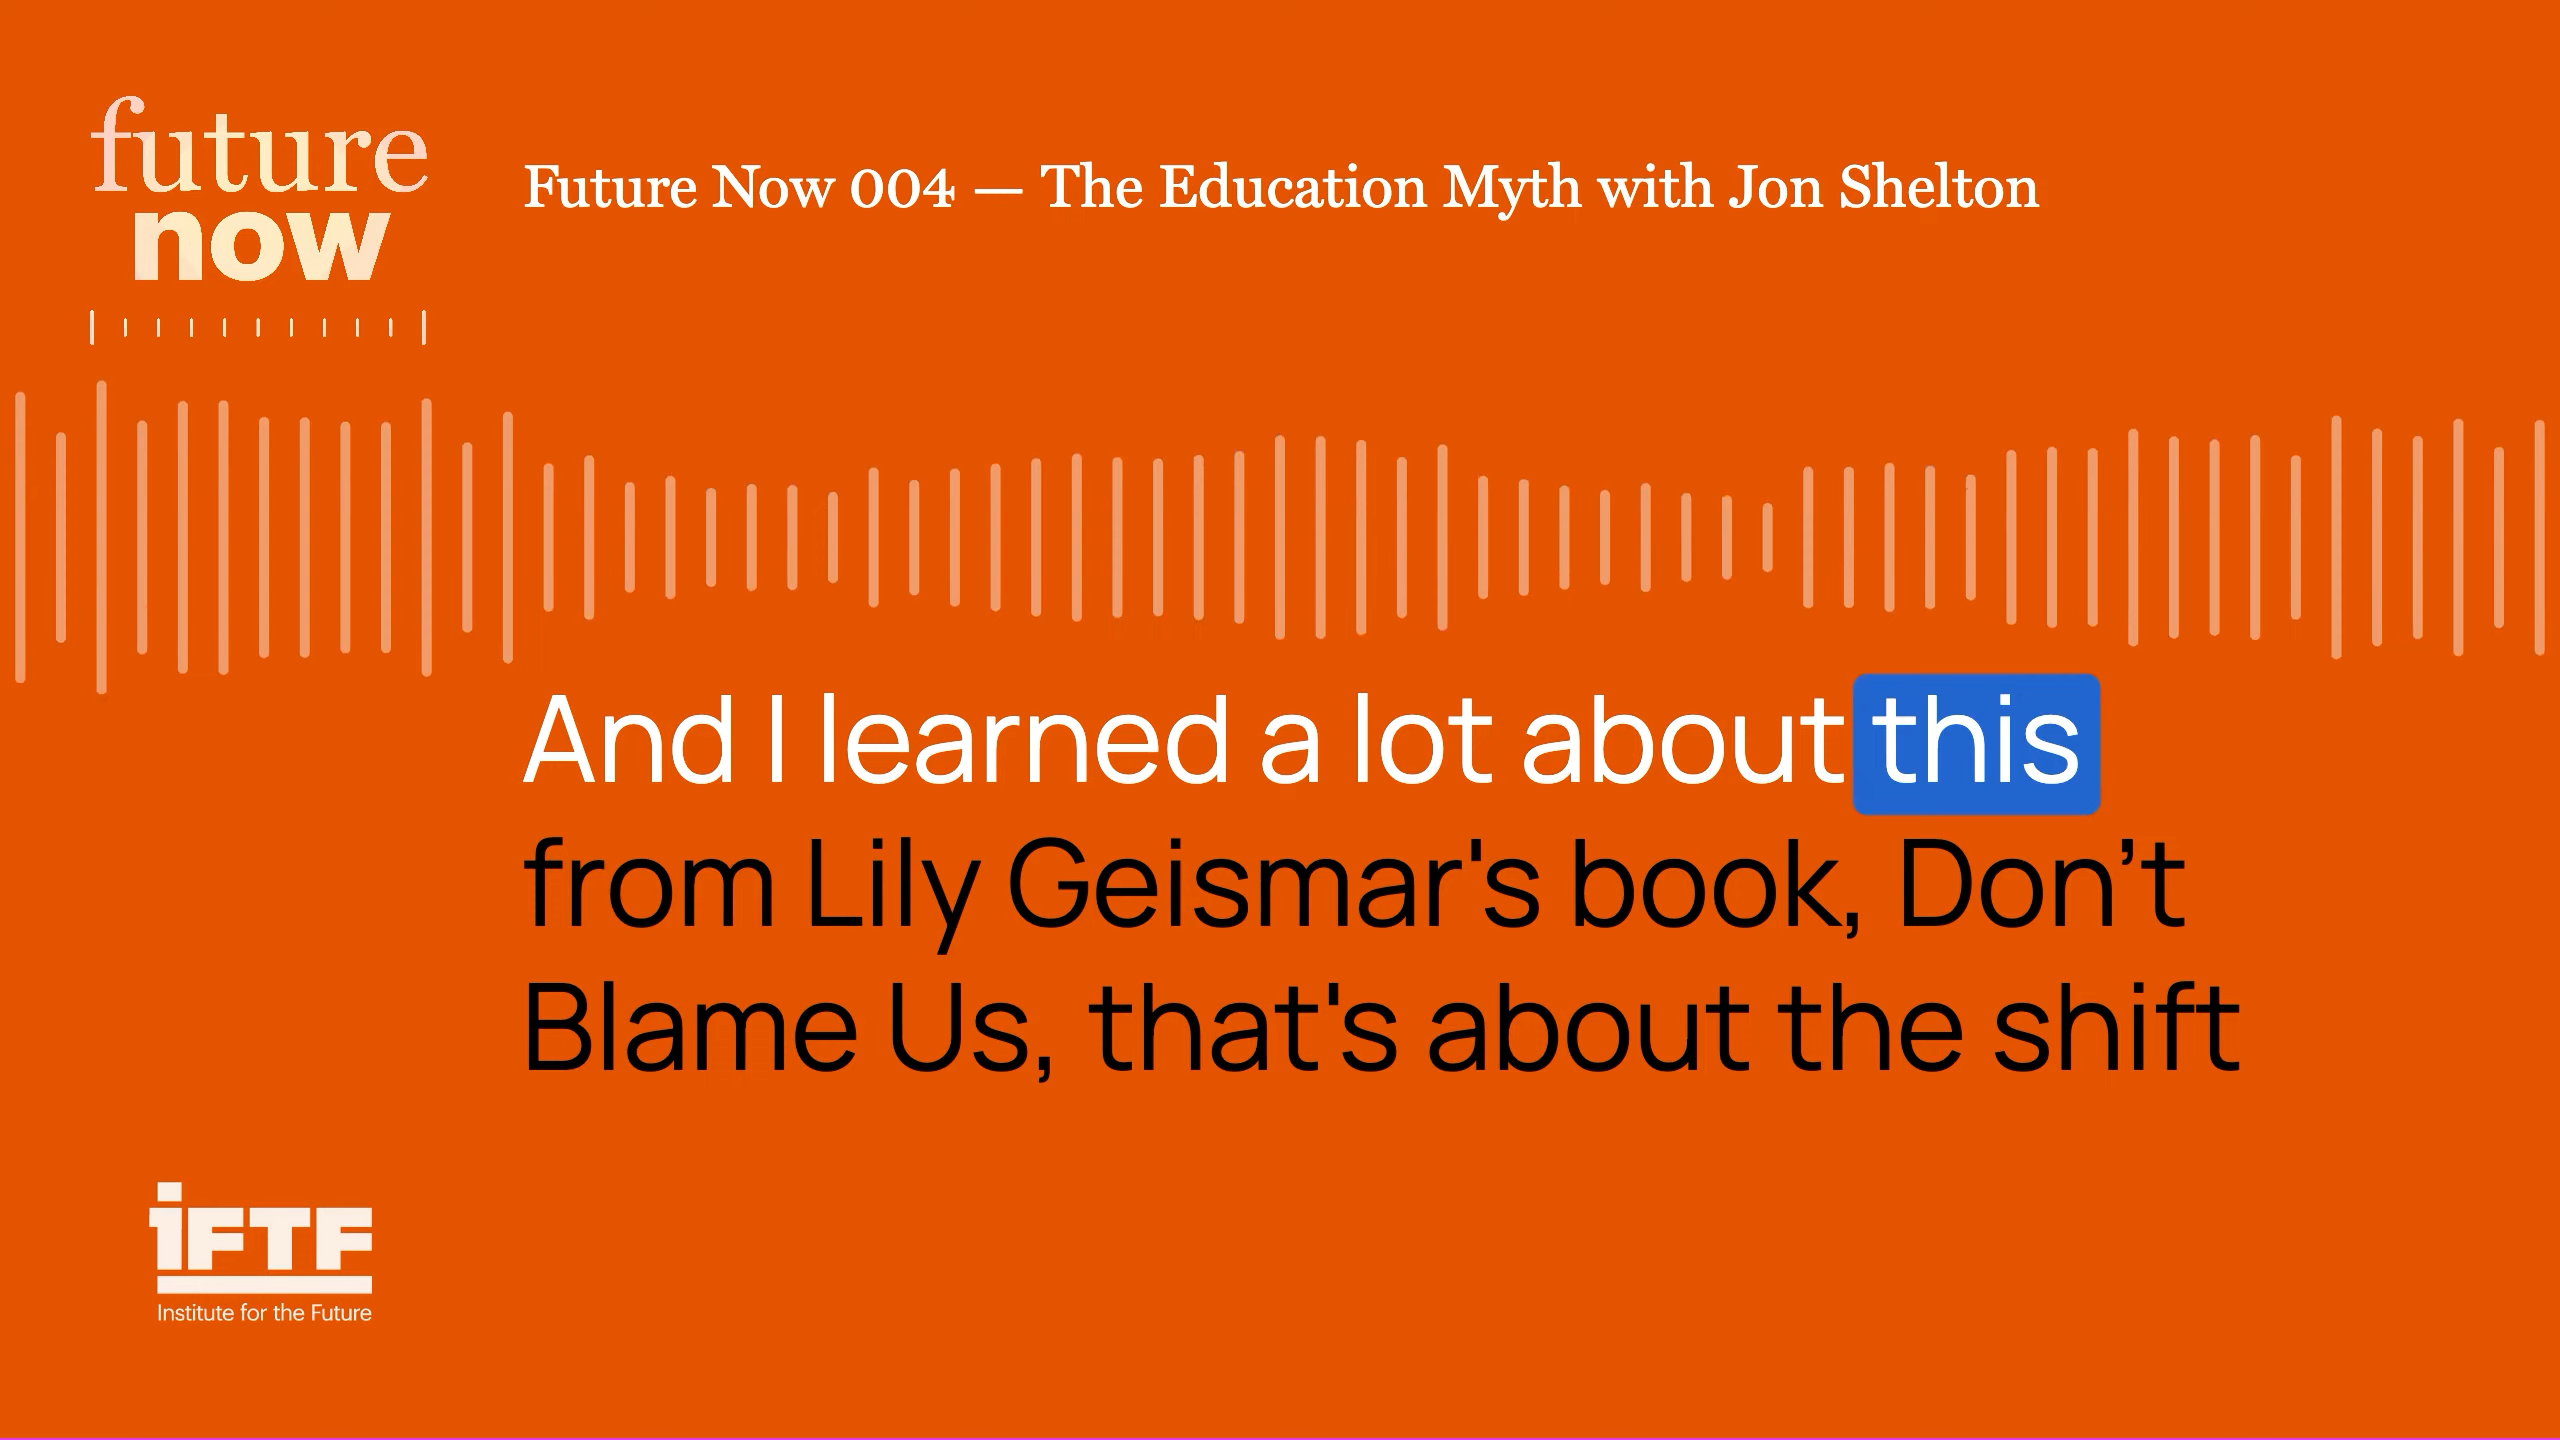 future
now
Future Now 004 — The Education Myth with Jon Shelton
And I learned a lot about this
from Lily Geismar's book, Don’t
Blame Us, that's about the shift
iFTF
Institute for the Future